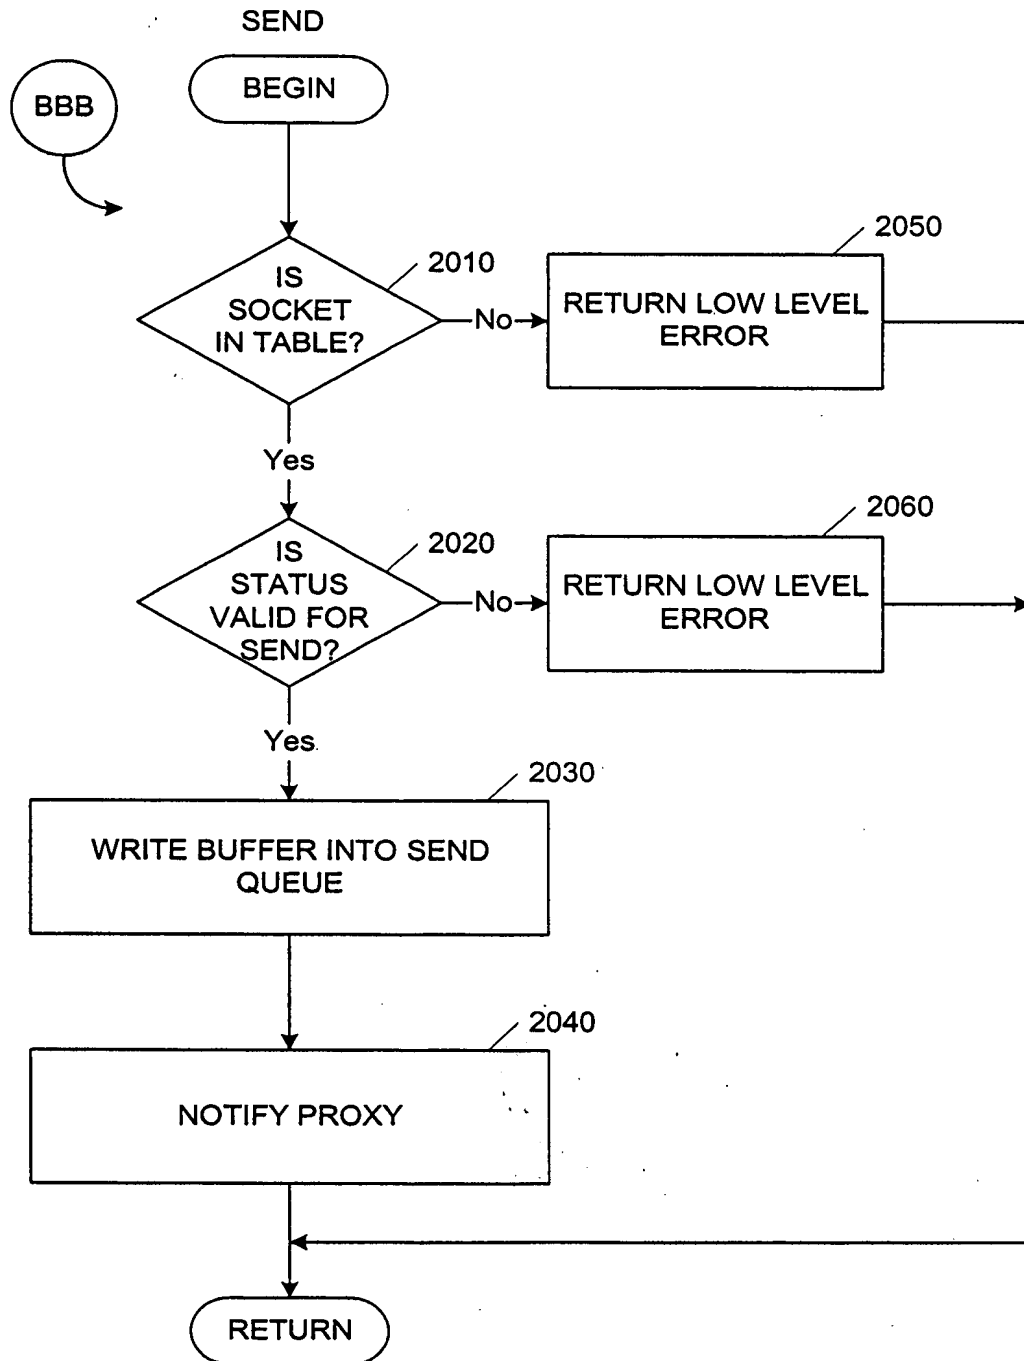 SEND
BEGIN
BBB
2010
IS
SOCKET
IN TABLE?
No
2050
RETURN LOW LEVEL
ERROR
Yes
2020
IS
STATUS
VALID FOR
SEND?
No
2060
RETURN LOW LEVEL
ERROR
Yes
2030
WRITE BUFFER INTO SEND
QUEUE
2040
NOTIFY PROXY
RETURN